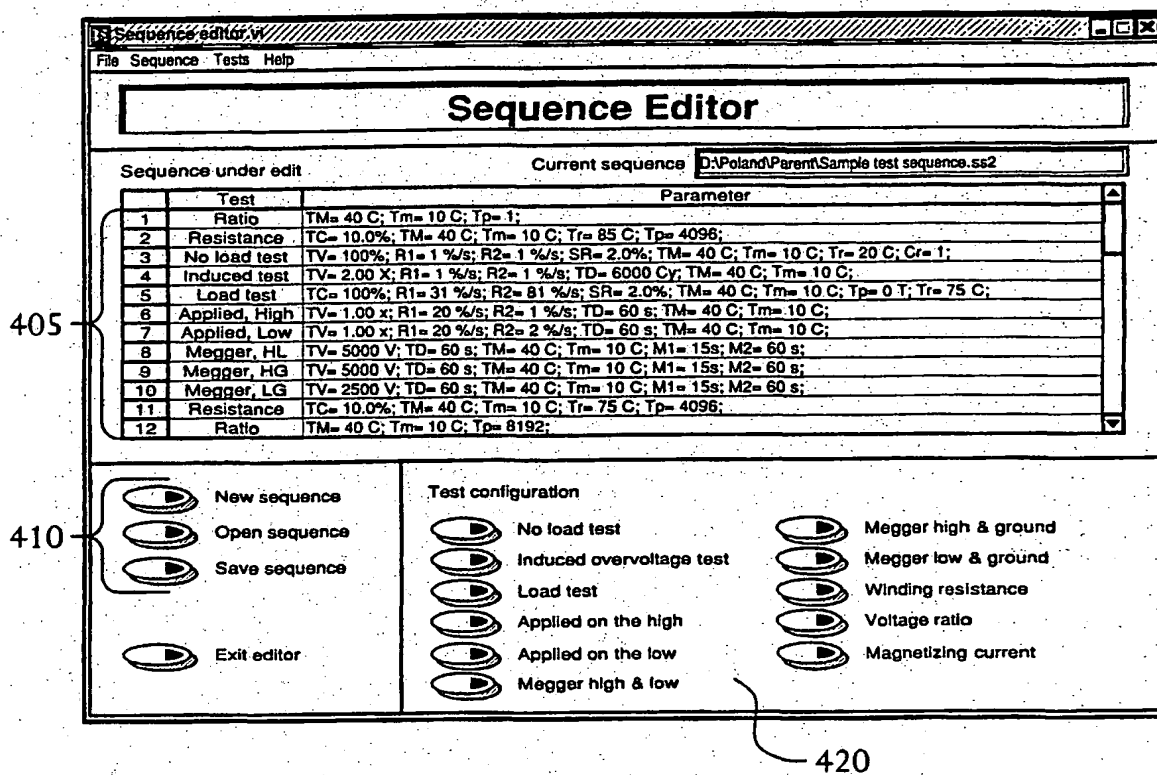 Sequence editor.vi
File Sequence Tests Help
Sequence Editor
Sequence under edit
Current sequence D:\Poland\Parent\Sample test sequence.ss2
Test Parameter
1 Ratio TM= 40 C; Tm= 10 C; Tp= 1;
2 Resistance TC= 10.0%; TM= 40 C; Tm= 10 C; Tr= 85 C; Tp= 4096;
3 No load test TV= 100%; R1= 1 %/s; R2= 1 %/s; SR= 2.0%; TM= 40 C; Tm= 10 C; Tr= 20 C; Cr= 1;
4 Induced test TV= 2.00 X; R1= 1 %/s; R2= 1 %/s; TD= 6000 Cy; TM= 40 C; Tm= 10 C;
5 Load test TC= 100%; R1= 31 %/s; R2= 81 %/s; SR= 2.0%; TM= 40 C; Tm= 10 C; Tp= 0 T; Tr= 75 C;
6 Applied, High TV= 1.00 x; R1= 20 %/s; R2= 1 %/s; TD= 60 s; TM= 40 C; Tm= 10 C;
7 Applied, Low TV= 1.00 x; R1= 20 %/s; R2= 2 %/s; TD= 60 s; TM= 40 C; Tm= 10 C;
8 Megger, HL TV= 5000 V; TD= 60 s; TM= 40 C; Tm= 10 C; M1= 15s; M2= 60 s;
9 Megger, HG TV= 5000 V; TD= 60 s; TM= 40 C; Tm= 10 C; M1= 15s; M2= 60 s;
10 Megger, LG TV= 2500 V; TD= 60 s; TM= 40 C; Tm= 10 C; M1= 15s; M2= 60 s;
11 Resistance TC= 10.0%; TM= 40 C; Tm= 10 C; Tr= 75 C; Tp= 4096;
12 Ratio TM= 40 C; Tm= 10 C; Tp= 8192;
405
410
New sequence
Open sequence
Save sequence
Exit editor
Test configuration
No load test
Induced overvoltage test
Load test
Applied on the high
Applied on the low
Megger high & low
Megger high & ground
Megger low & ground
Winding resistance
Voltage ratio
Magnetizing current
420